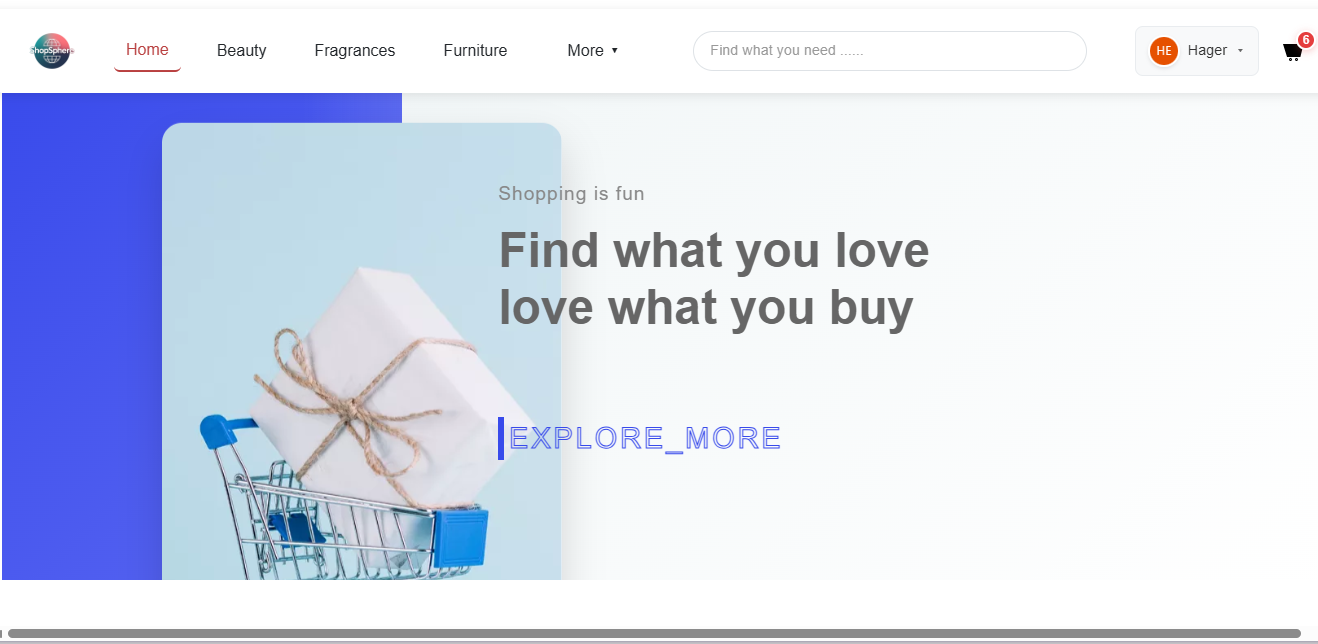 ShopSphere
Home
Beauty
Fragrances
Furniture
More ▾
Find what you need ......
HE
Hager
6
Shopping is fun
Find what you love
love what you buy
EXPLORE_MORE